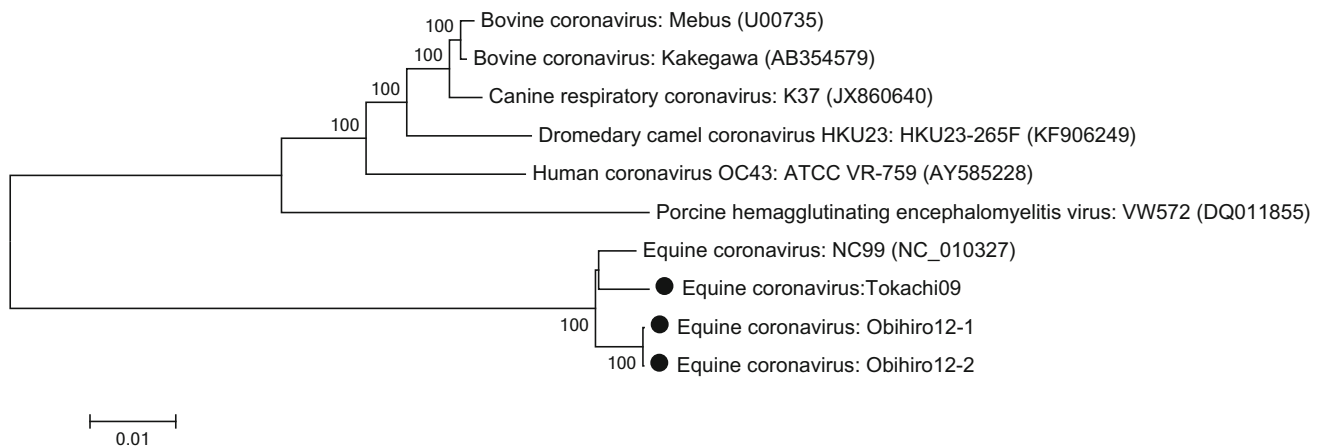 100
Bovine coronavirus: Mebus (U00735)
100
Bovine coronavirus: Kakegawa (AB354579)
100
Canine respiratory coronavirus: K37 (JX860640)
100
Dromedary camel coronavirus HKU23: HKU23-265F (KF906249)
Human coronavirus OC43: ATCC VR-759 (AY585228)
Porcine hemagglutinating encephalomyelitis virus: VW572 (DQ011855)
Equine coronavirus: NC99 (NC_010327)
Equine coronavirus:Tokachi09
100
Equine coronavirus: Obihiro12-1
100
Equine coronavirus: Obihiro12-2
0.01